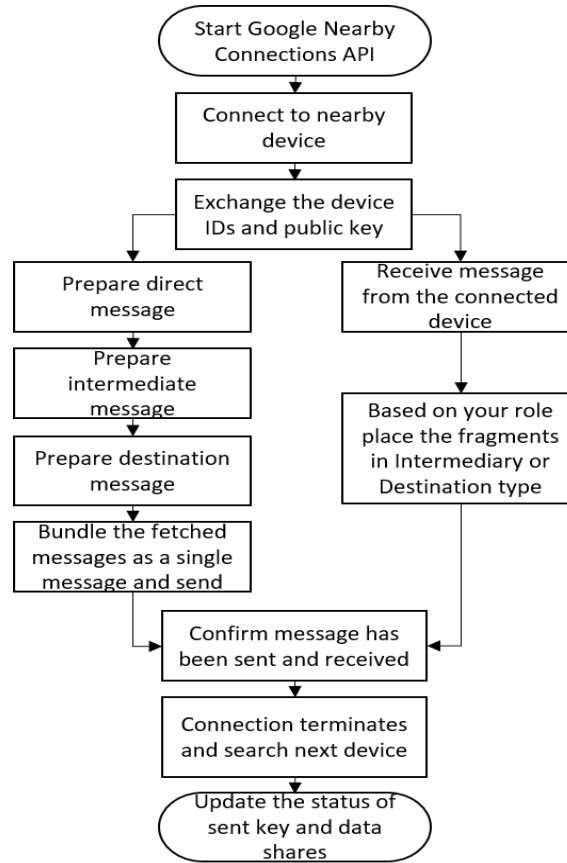 Start Google Nearby
Connections API
Connect to nearby
device
Exchange the device
IDs and public key
Prepare direct
message
Prepare
intermediate
message
Prepare destination
message
Bundle the fetched
messages as a single
message and send
Receive message
from the connected
device
Based on your role
place the fragments
in Intermediary or
Destination type
Confirm message has
been sent and received
Connection terminates
and search next device
Update the status of
sent key and data
shares